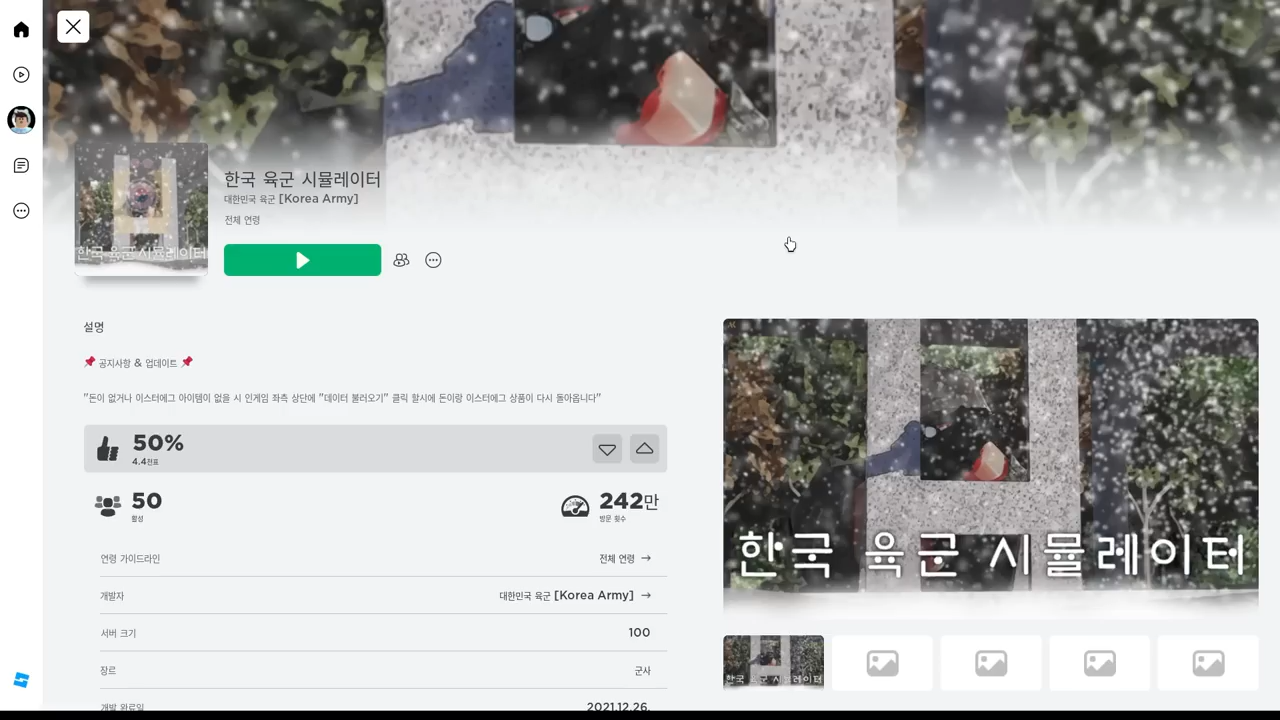 한국 육군 시뮬레이터
대한민국 육군 [Korea Army]
전체 연령
한국 육군 시뮬레이터
설명
📌 공지사항 & 업데이트 📌
"돈이 없거나 이스터에그 아이템이 없을 시 인게임 좌측 상단에 "데이터 불러오기" 클릭 할시에 돈이랑 이스터에그 상품이 다시 돌아옵니다"
50%
4.4천표
50
활성
242만
방문 횟수
연령 가이드라인 전체 연령 →
개발자 대한민국 육군 [Korea Army] →
서버 크기 100
장르 군사
개발 완료일 2021.12.26.
한국 육군 시뮬레이터
한국 육군 시뮬레이터